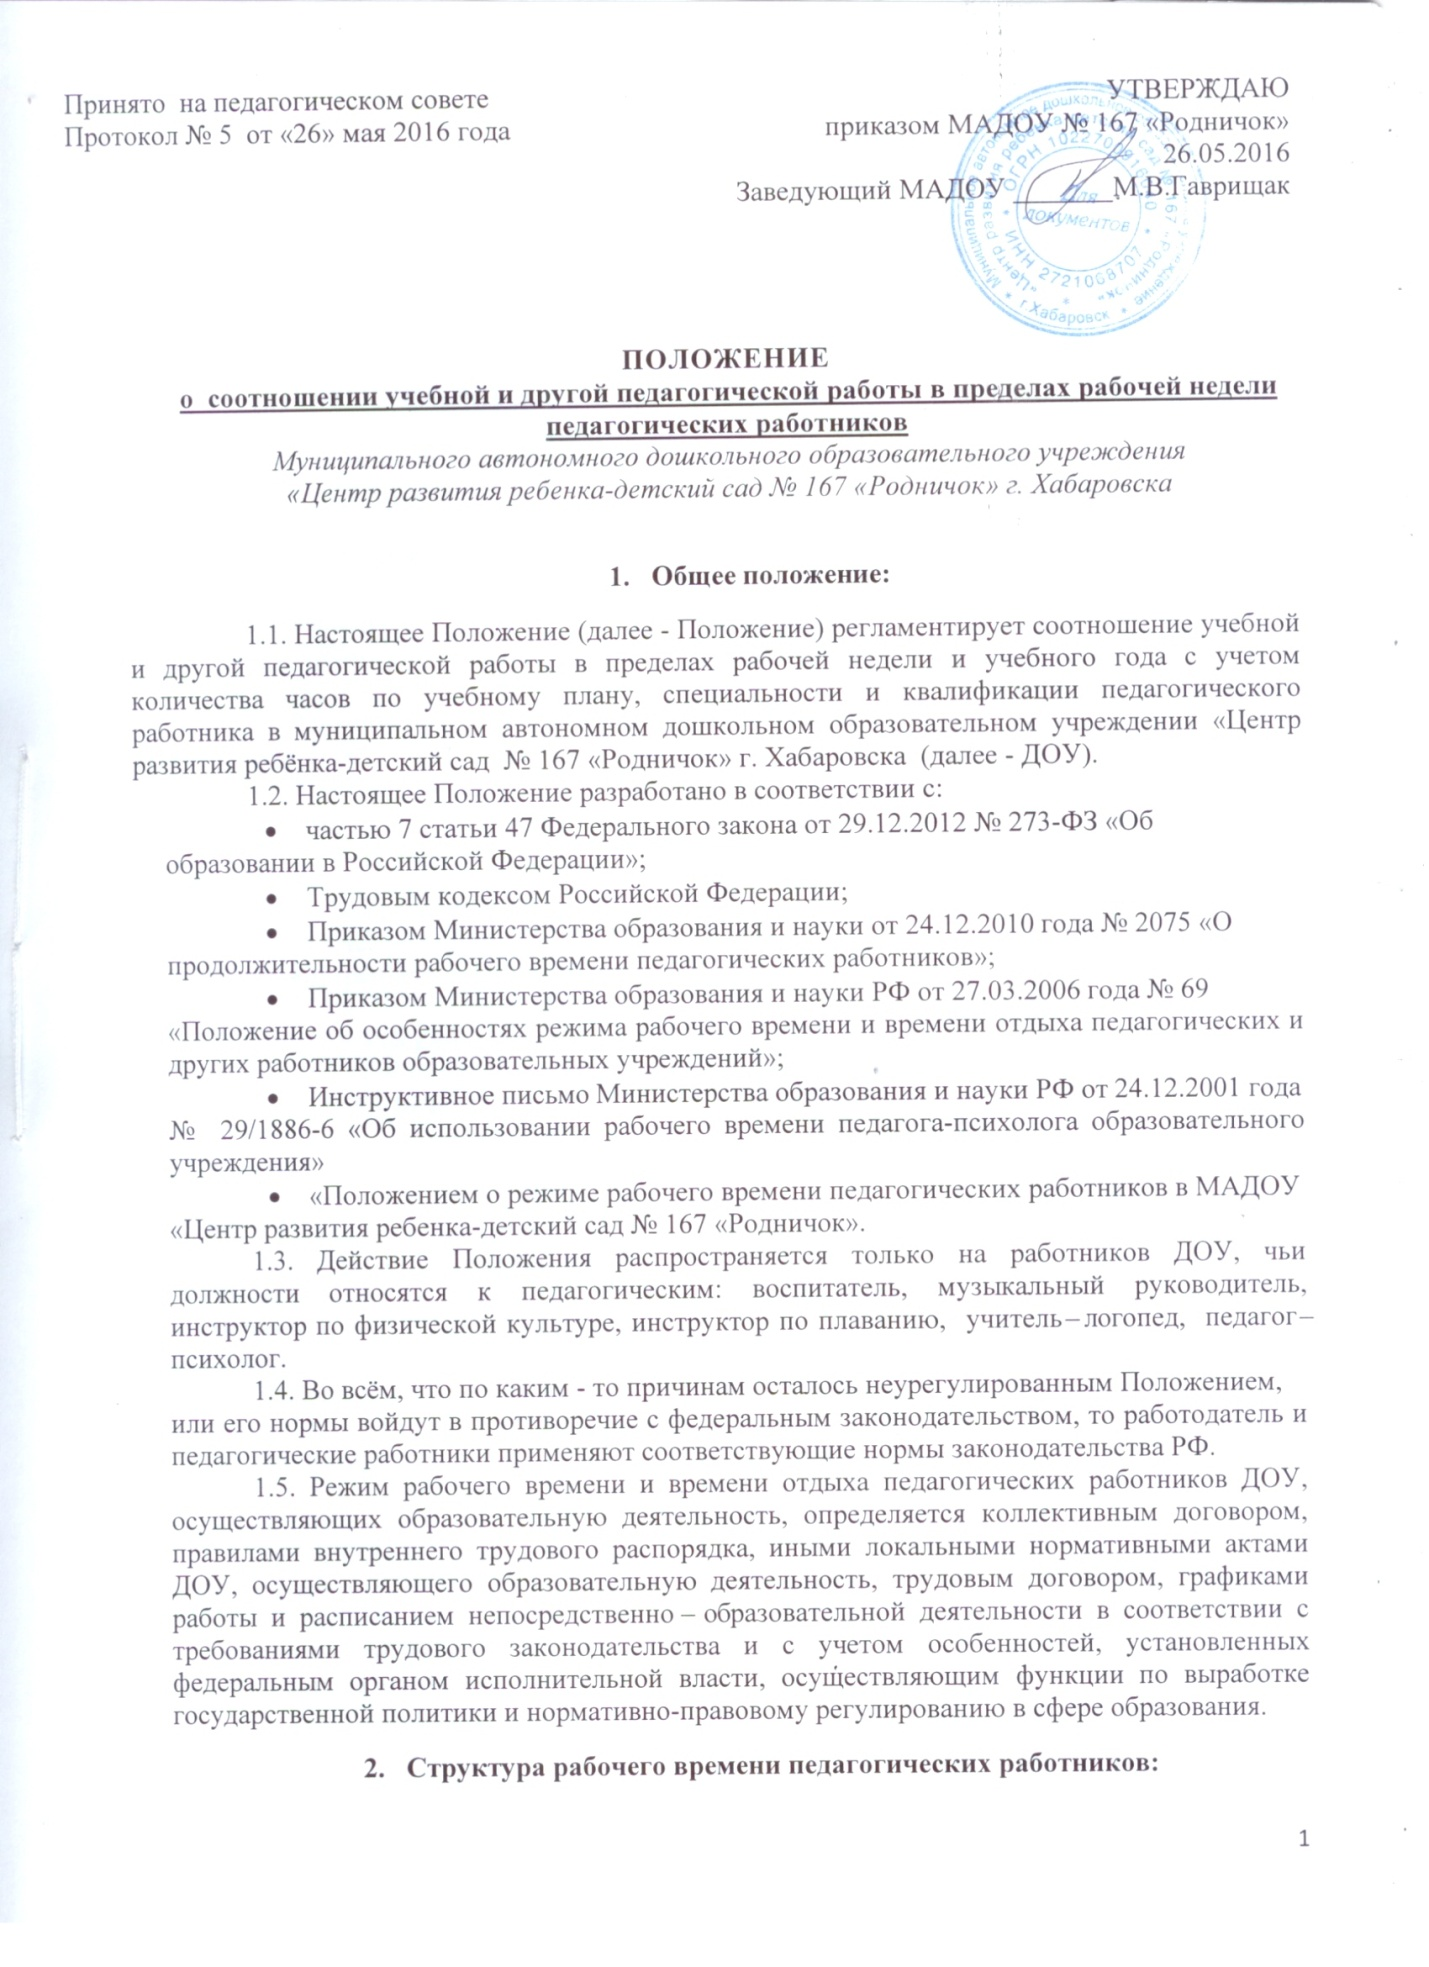 Принято  на педагогическом совете
Протокол № 5  от «26» мая 2016 года
УТВЕРЖДАЮ
приказом МАДОУ № 167 «Родничок»
26.05.2016
Заведующий МАДОУ _______М.В.Гаврищак
Для
документов
ИНН 2721068707
г.Хабаровск
ПОЛОЖЕНИЕ
о  соотношении учебной и другой педагогической работы в пределах рабочей недели
педагогических работников
Муниципального автономного дошкольного образовательного учреждения
«Центр развития ребенка-детский сад № 167 «Родничок» г. Хабаровска
1.   Общее положение:
1.1. Настоящее Положение (далее - Положение) регламентирует соотношение учебной
и другой педагогической работы в пределах рабочей недели и учебного года с учетом
количества часов по учебному плану, специальности и квалификации педагогического
работника в муниципальном автономном дошкольном образовательном учреждении «Центр
развития ребёнка-детский сад  № 167 «Родничок» г. Хабаровска  (далее - ДОУ).
1.2. Настоящее Положение разработано в соответствии с:
• частью 7 статьи 47 Федерального закона от 29.12.2012 № 273-ФЗ «Об
образовании в Российской Федерации»;
• Трудовым кодексом Российской Федерации;
• Приказом Министерства образования и науки от 24.12.2010 года № 2075 «О
продолжительности рабочего времени педагогических работников»;
• Приказом Министерства образования и науки РФ от 27.03.2006 года № 69
«Положение об особенностях режима рабочего времени и времени отдыха педагогических и
других работников образовательных учреждений»;
• Инструктивное письмо Министерства образования и науки РФ от 24.12.2001 года
№  29/1886-6 «Об использовании рабочего времени педагога-психолога образовательного
учреждения»
• «Положением о режиме рабочего времени педагогических работников в МАДОУ
«Центр развития ребенка-детский сад № 167 «Родничок».
1.3. Действие Положения распространяется только на работников ДОУ, чьи
должности относятся к педагогическим: воспитатель, музыкальный руководитель,
инструктор по физической культуре, инструктор по плаванию,  учитель–логопед,  педагог–
психолог.
1.4. Во всём, что по каким - то причинам осталось неурегулированным Положением,
или его нормы войдут в противоречие с федеральным законодательством, то работодатель и
педагогические работники применяют соответствующие нормы законодательства РФ.
1.5. Режим рабочего времени и времени отдыха педагогических работников ДОУ,
осуществляющих образовательную деятельность, определяется коллективным договором,
правилами внутреннего трудового распорядка, иными локальными нормативными актами
ДОУ, осуществляющего образовательную деятельность, трудовым договором, графиками
работы и расписанием непосредственно – образовательной деятельности в соответствии с
требованиями трудового законодательства и с учетом особенностей, установленных
федеральным органом исполнительной власти, осуществляющим функции по выработке
государственной политики и нормативно-правовому регулированию в сфере образования.
2.   Структура рабочего времени педагогических работников:
1